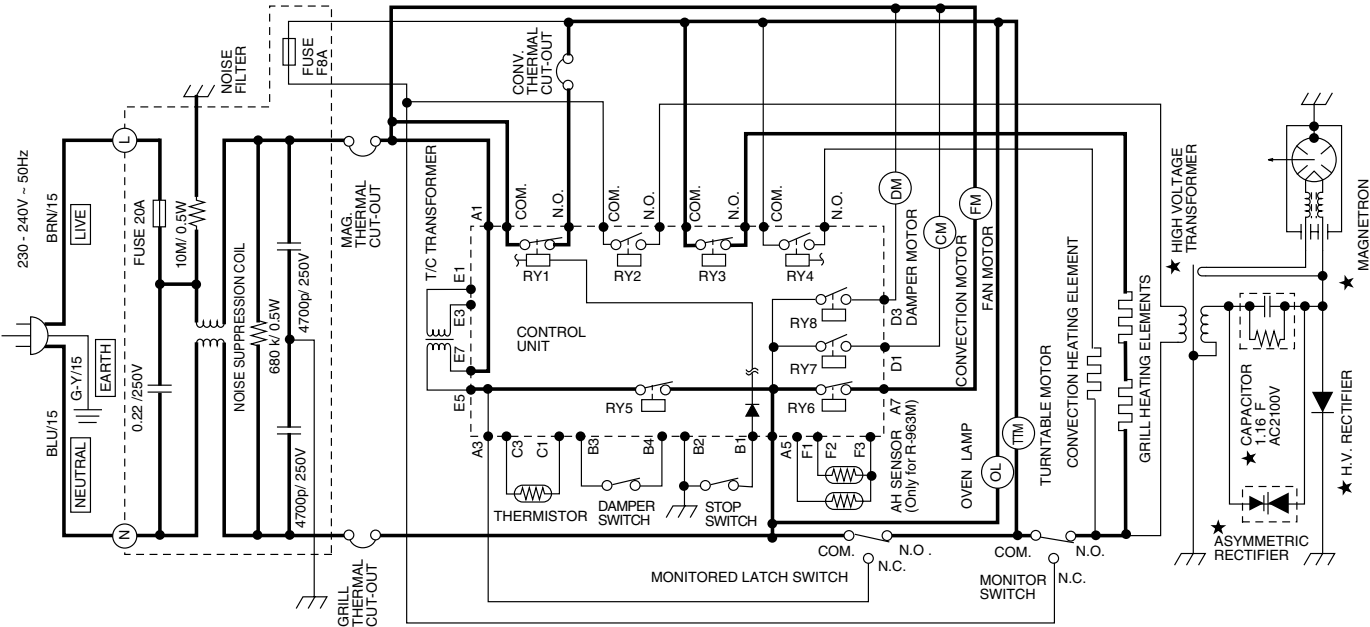 230 - 240V ~ 50Hz
BRN/15
LIVE
G-Y/15
EARTH
BLU/15
NEUTRAL
L
N
NOISE
FILTER
FUSE
F8A
FUSE 20A
10M/ 0.5W
0.22 /250V
NOISE SUPPRESSION COIL
680 k/ 0.5W
4700p/ 250V
4700p/ 250V
MAG.
THERMAL
CUT-OUT
GRILL
THERMAL
CUT-OUT
CONV.
THERMAL
CUT-OUT
T/C TRANSFORMER
A1
E1
E3
E7
E5
COM.
N.O.
COM.
N.O.
COM.
N.O.
COM.
N.O.
RY1
RY2
RY3
RY4
CONTROL
UNIT
RY8
RY7
RY5
RY6
D3
D1
A7
A3
C3
C1
B3
B4
B2
B1
A5
F1
F2
F3
THERMISTOR
DAMPER
SWITCH
STOP
SWITCH
AH SENSOR
(Only for R-963M)
DM
DAMPER MOTOR
CM
CONVECTION MOTOR
FM
FAN MOTOR
OL
OVEN LAMP
TTM
TURNTABLE MOTOR
CONVECTION HEATING ELEMENT
GRILL HEATING ELEMENTS
COM.
N.O .
N.C.
MONITORED LATCH SWITCH
COM.
N.O.
N.C.
MONITOR
SWITCH
★ HIGH VOLTAGE
TRANSFORMER
★ CAPACITOR
1.16 F
AC2100V
★
ASYMMETRIC
RECTIFIER
★ H.V. RECTIFIER
★ MAGNETRON